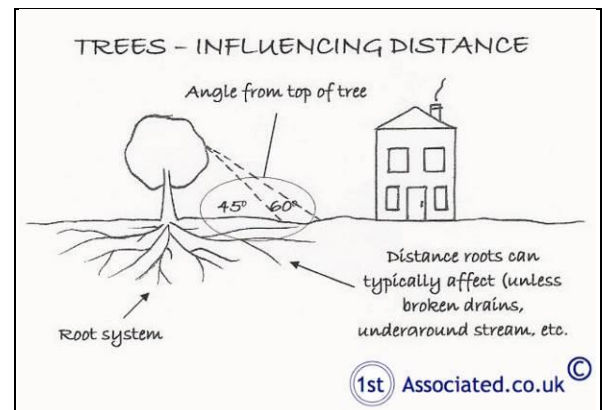 TREES – INFLUENCING DISTANCE
Angle from top of tree
45° 60°
Distance roots can
typically affect (unless
broken drains,
underaround stream, etc.
Root system
1st Associated.co.uk ©